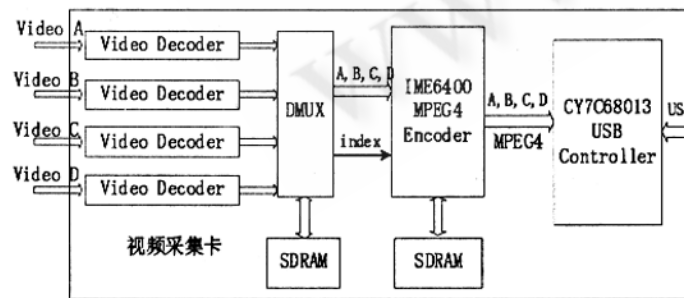 Video A
Video Decoder
Video B
Video Decoder
Video C
Video Decoder
Video D
Video Decoder
DMUX
A, B, C, D
index
IME6400
MPEG4
Encoder
A, B, C, D
MPEG4
CY7C68013
USB
Controller
US
视频采集卡
SDRAM
SDRAM